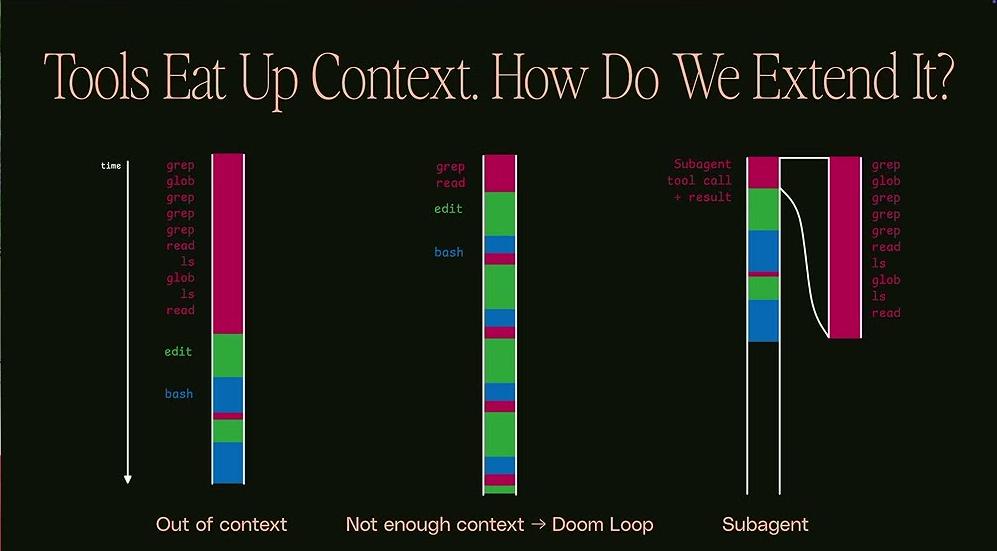 Tools Eat Up Context. How Do We Extend It?
time
grep
glob
grep
grep
grep
read
ls
glob
ls
read
edit
bash
Out of context
grep
read
edit
bash
Not enough context → Doom Loop
Subagent
tool call
+ result
grep
glob
grep
grep
grep
read
ls
glob
ls
read
Subagent